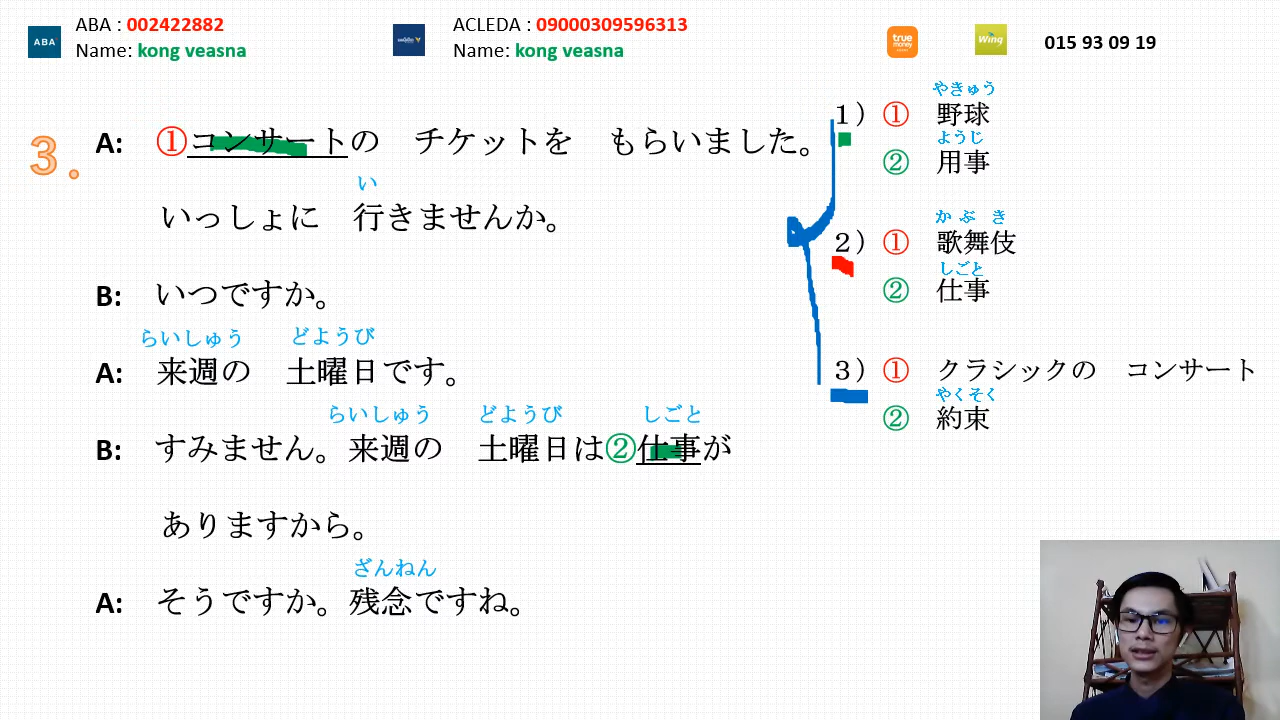 ABA : 002422882
Name: kong veasna
ACLEDA : 09000309596313
Name: kong veasna
015 93 09 19
ABA
true money
Wing
3。
A: ①コンサートの チケットを もらいました。
い
いっしょに 行きませんか。
B: いつですか。
らいしゅう どようび
A: 来週の 土曜日です。
らいしゅう どようび しごと
B: すみません。来週の 土曜日は②仕事が
ありますから。
ざんねん
A: そうですか。残念ですね。
やきゅう
1) ① 野球
ようじ
② 用事
かぶき
2) ① 歌舞伎
しごと
② 仕事
3) ① クラシックの コンサート
やくそく
② 約束